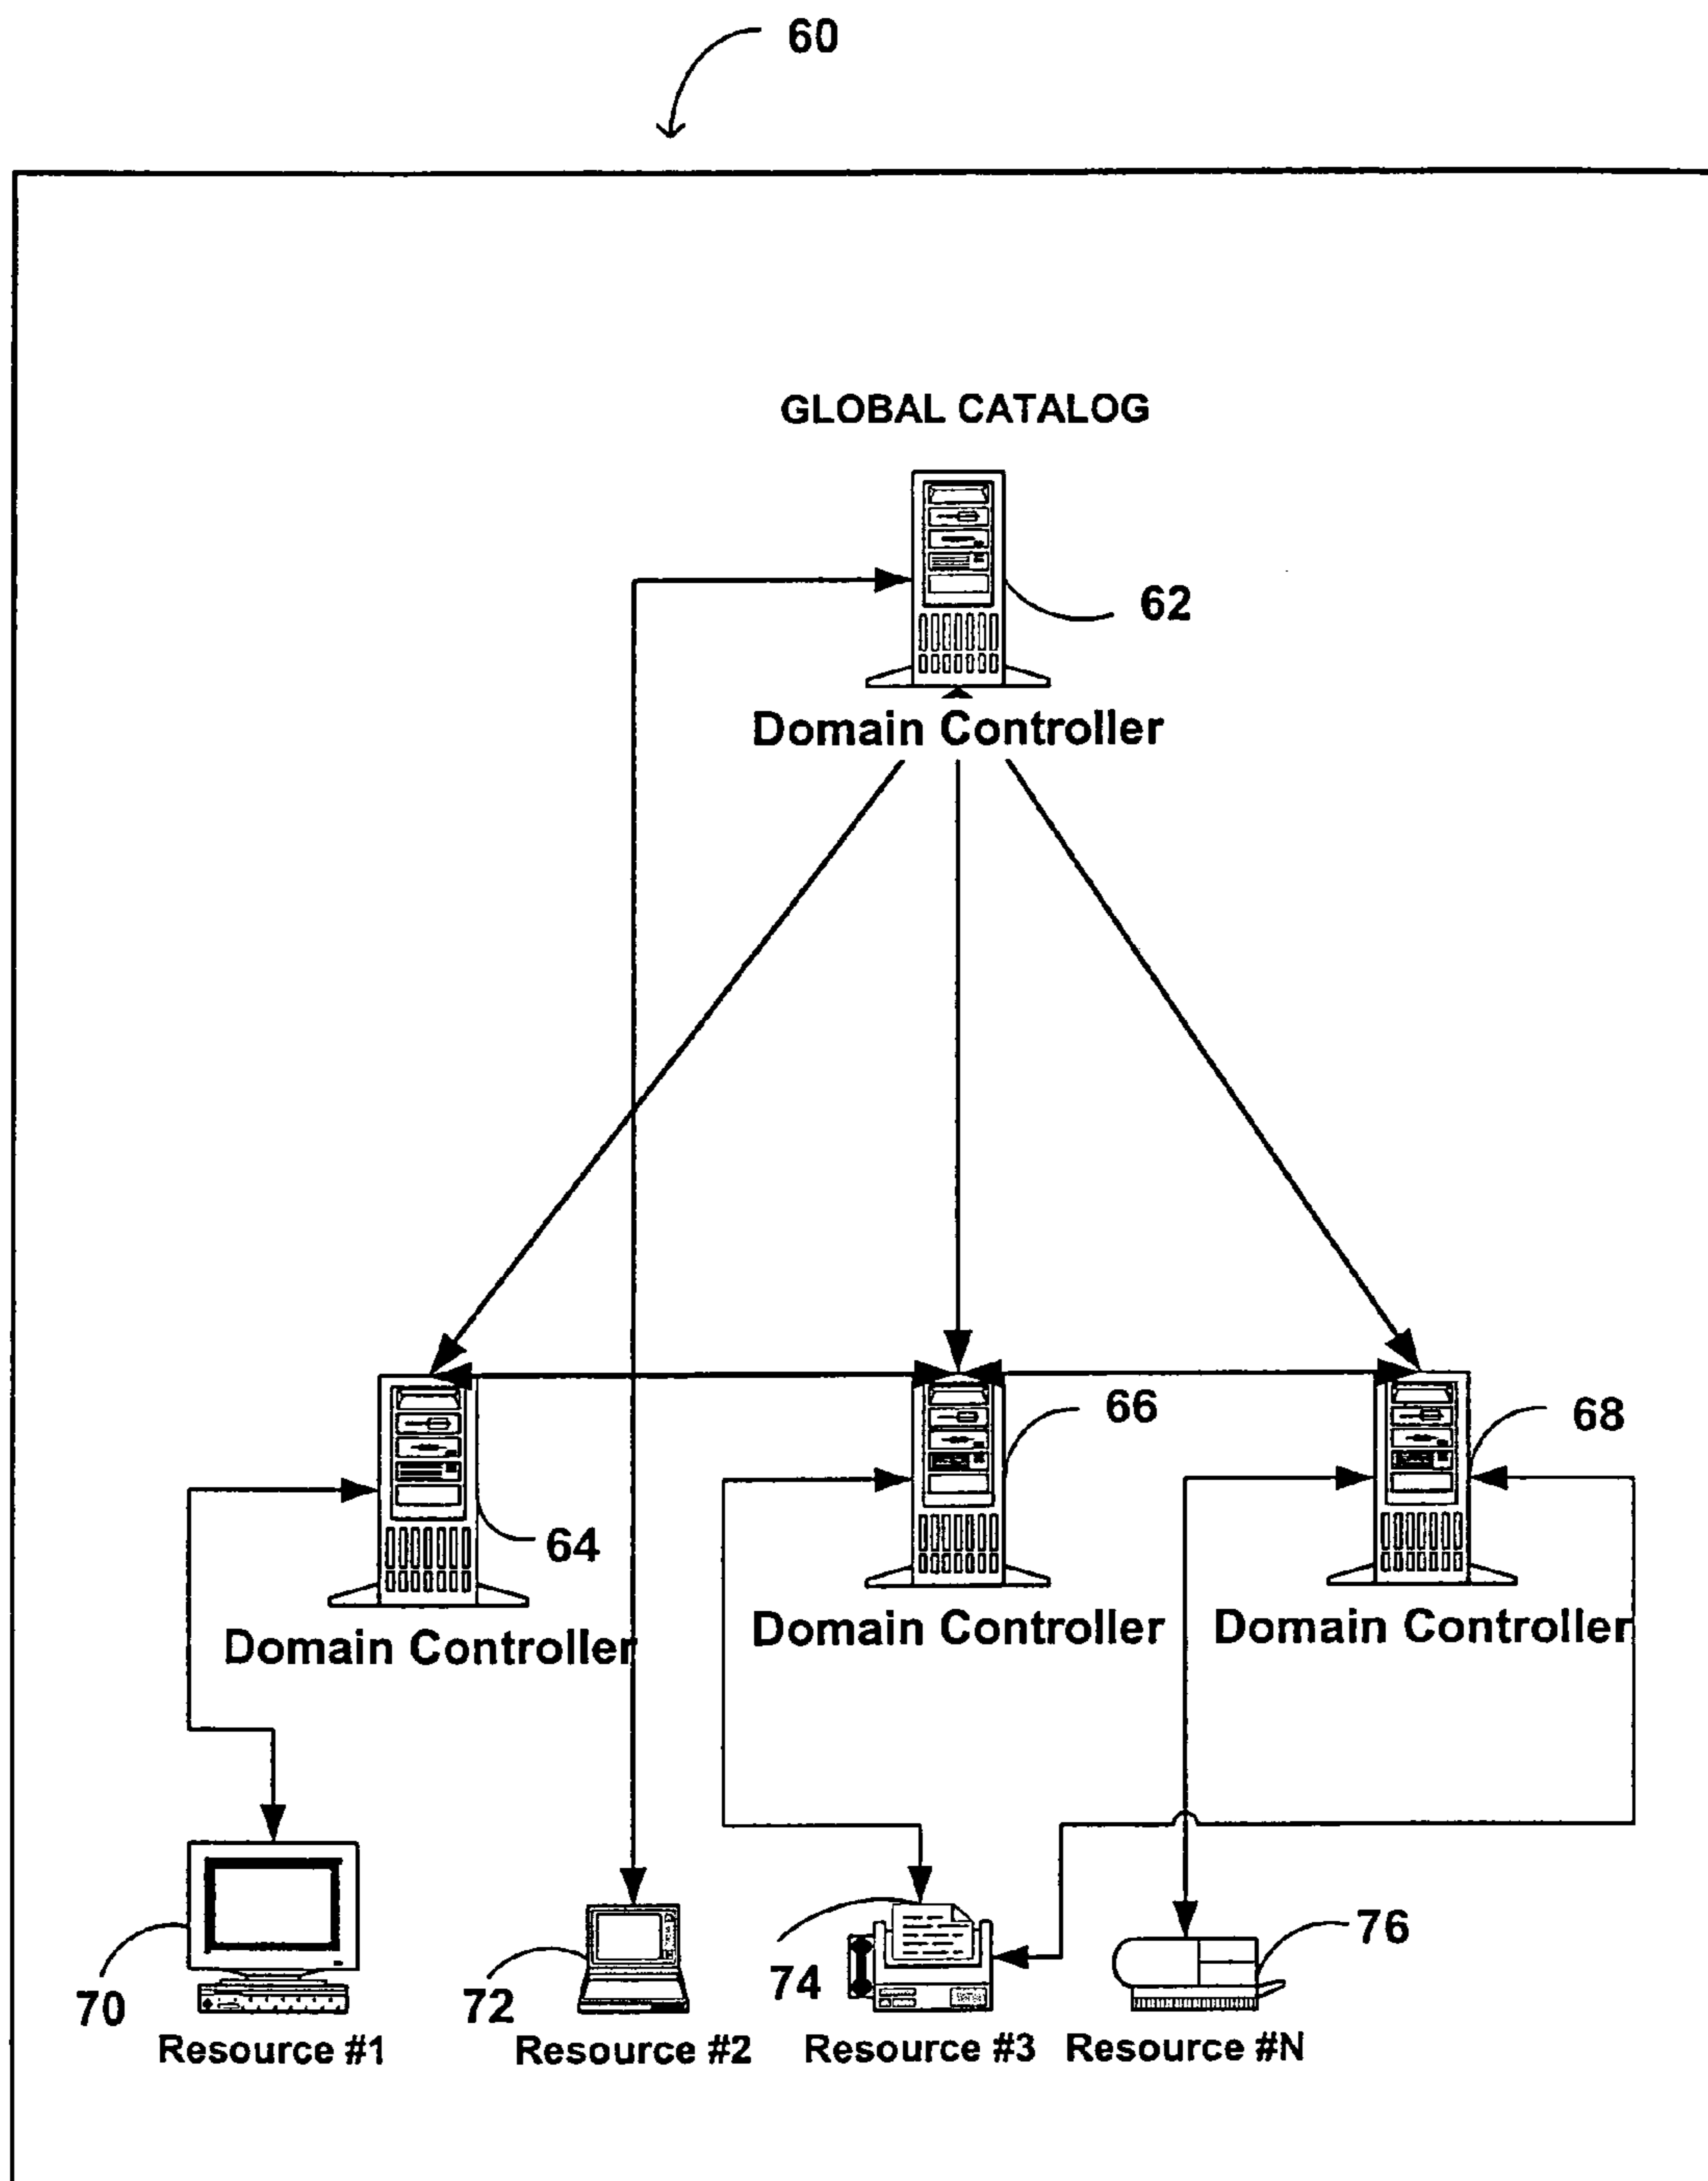 60
GLOBAL CATALOG
62
Domain Controller
66
68
64
Domain Controller
Domain Controller
Domain Controller
76
74
72
70
Resource #1
Resource #2
Resource #3
Resource #N